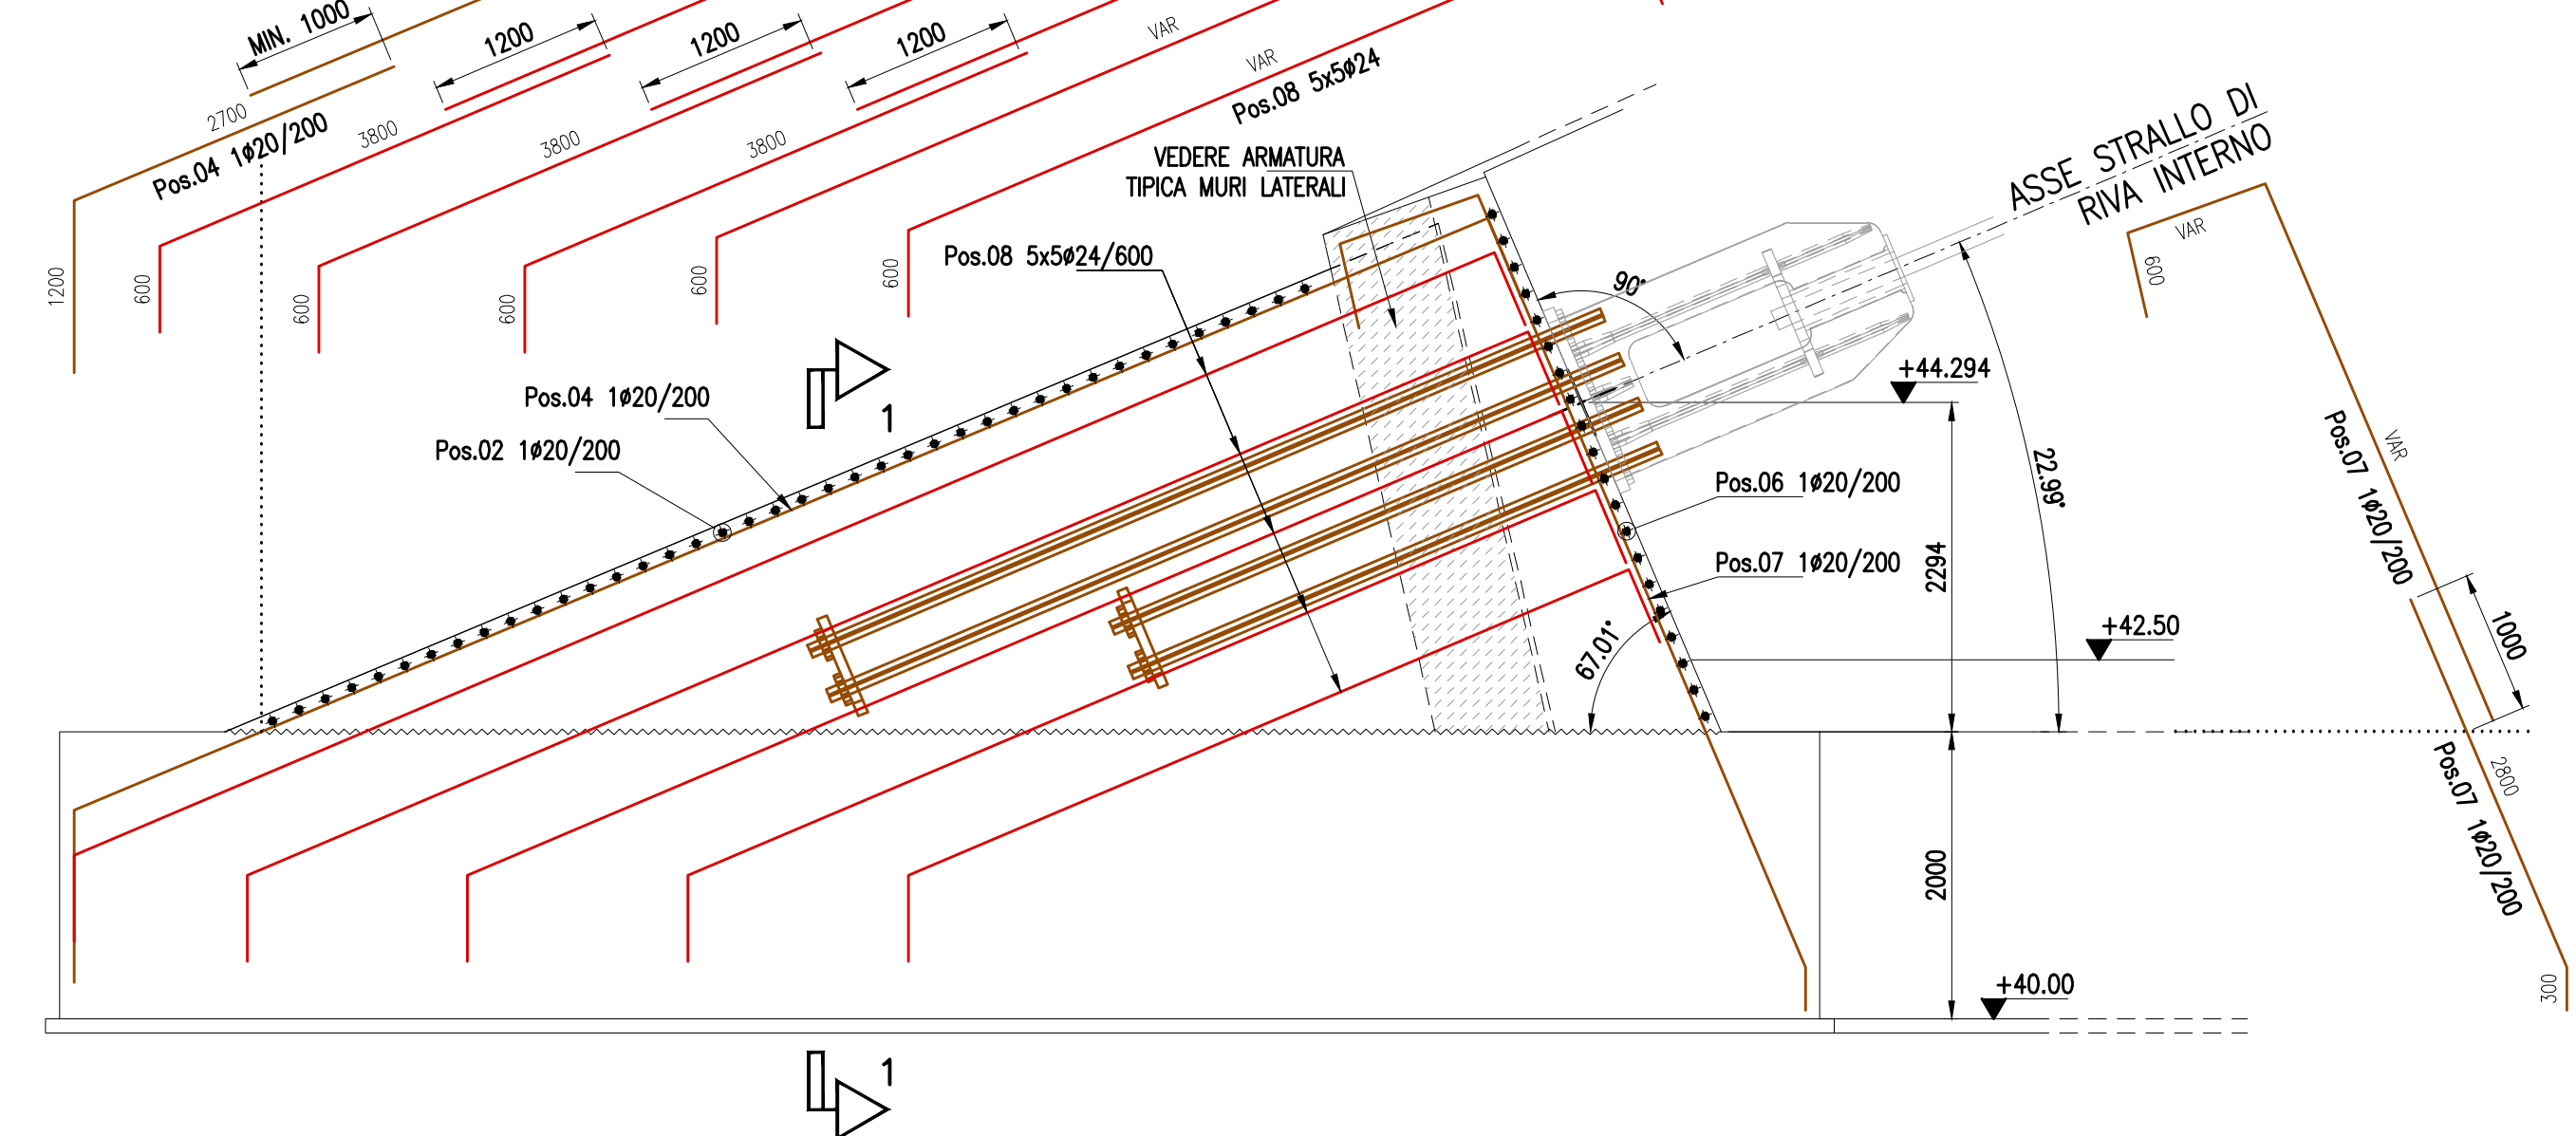 MIN. 1000
1200
1200
1200
VAR
VAR
Pos.08 5x5ø24
2700
Pos.04 1ø20/200
3800
3800
3800
1200
600
600
600
600
600
VEDERE ARMATURA
TIPICA MURI LATERALI
ASSE STRALLO DI
RIVA INTERNO
Pos.08 5x5ø24/600
90°
VAR
600
+44.294
Pos.04 1ø20/200
1
Pos.02 1ø20/200
Pos.06 1ø20/200
22.99°
Pos.07 1ø20/200
VAR
Pos.07 1ø20/200
2294
67.01°
+42.50
1000
2800
Pos.07 1ø20/200
2000
+40.00
300
1